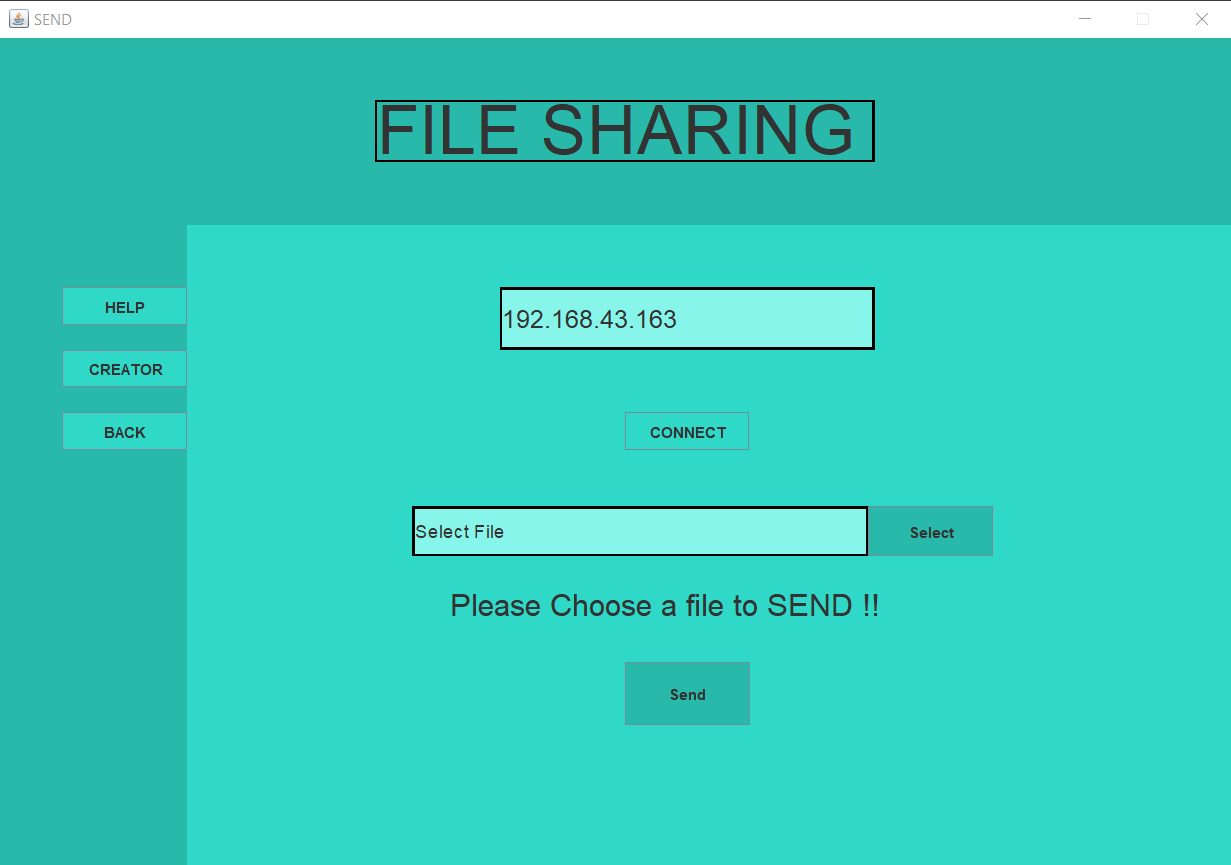 SEND
FILE SHARING
HELP
CREATOR
BACK
192.168.43.163
CONNECT
Select File
Select
Please Choose a file to SEND !!
Send